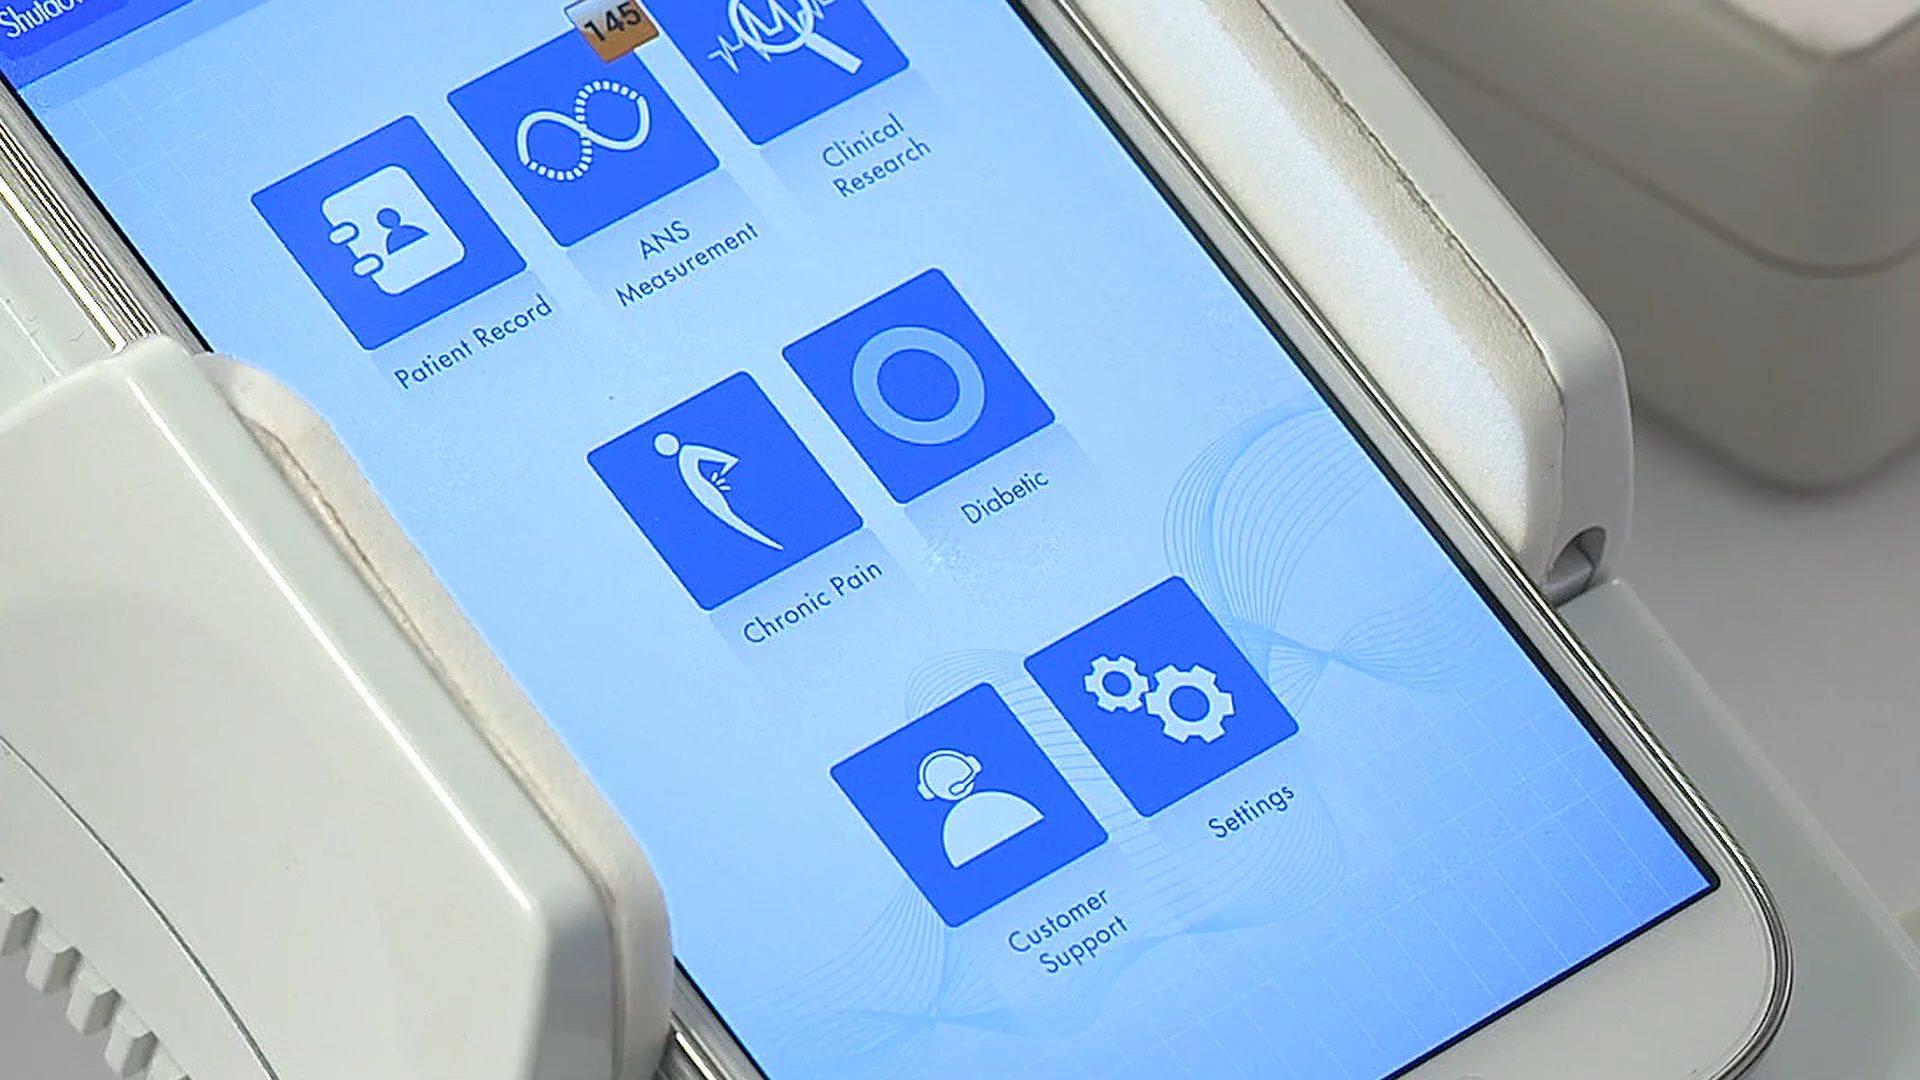 145
Patient Record
ANS
Measurement
Clinical
Research
Chronic Pain
Diabetic
Customer
Support
Settings